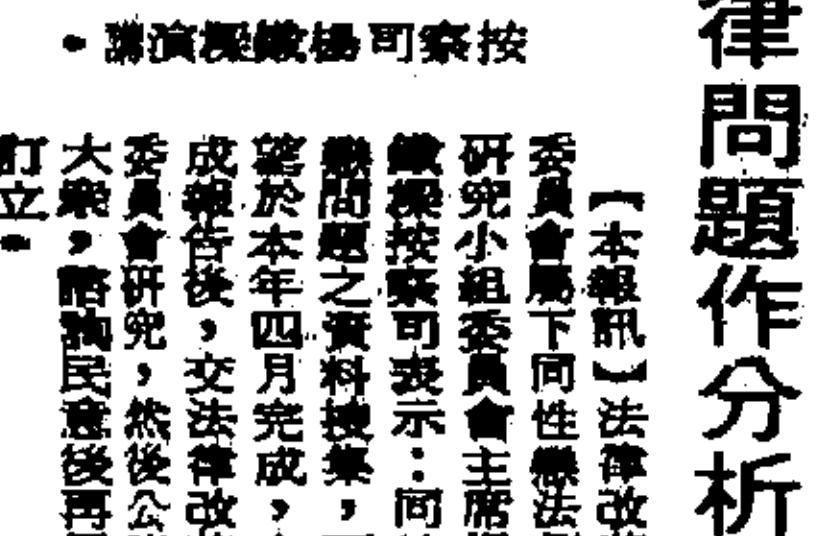 律問題作分析
按察司楊鐵樑演講。
【本報訊】法律改
委員會屬下同性戀法
研究小組委員會主席
鐵樑按察司表示：同
戀問題之資料搜集，
望於本年四月完成，
成報告後，交法律改
委員會研究，然後公
大衆，諮詢民意後再
訂立。